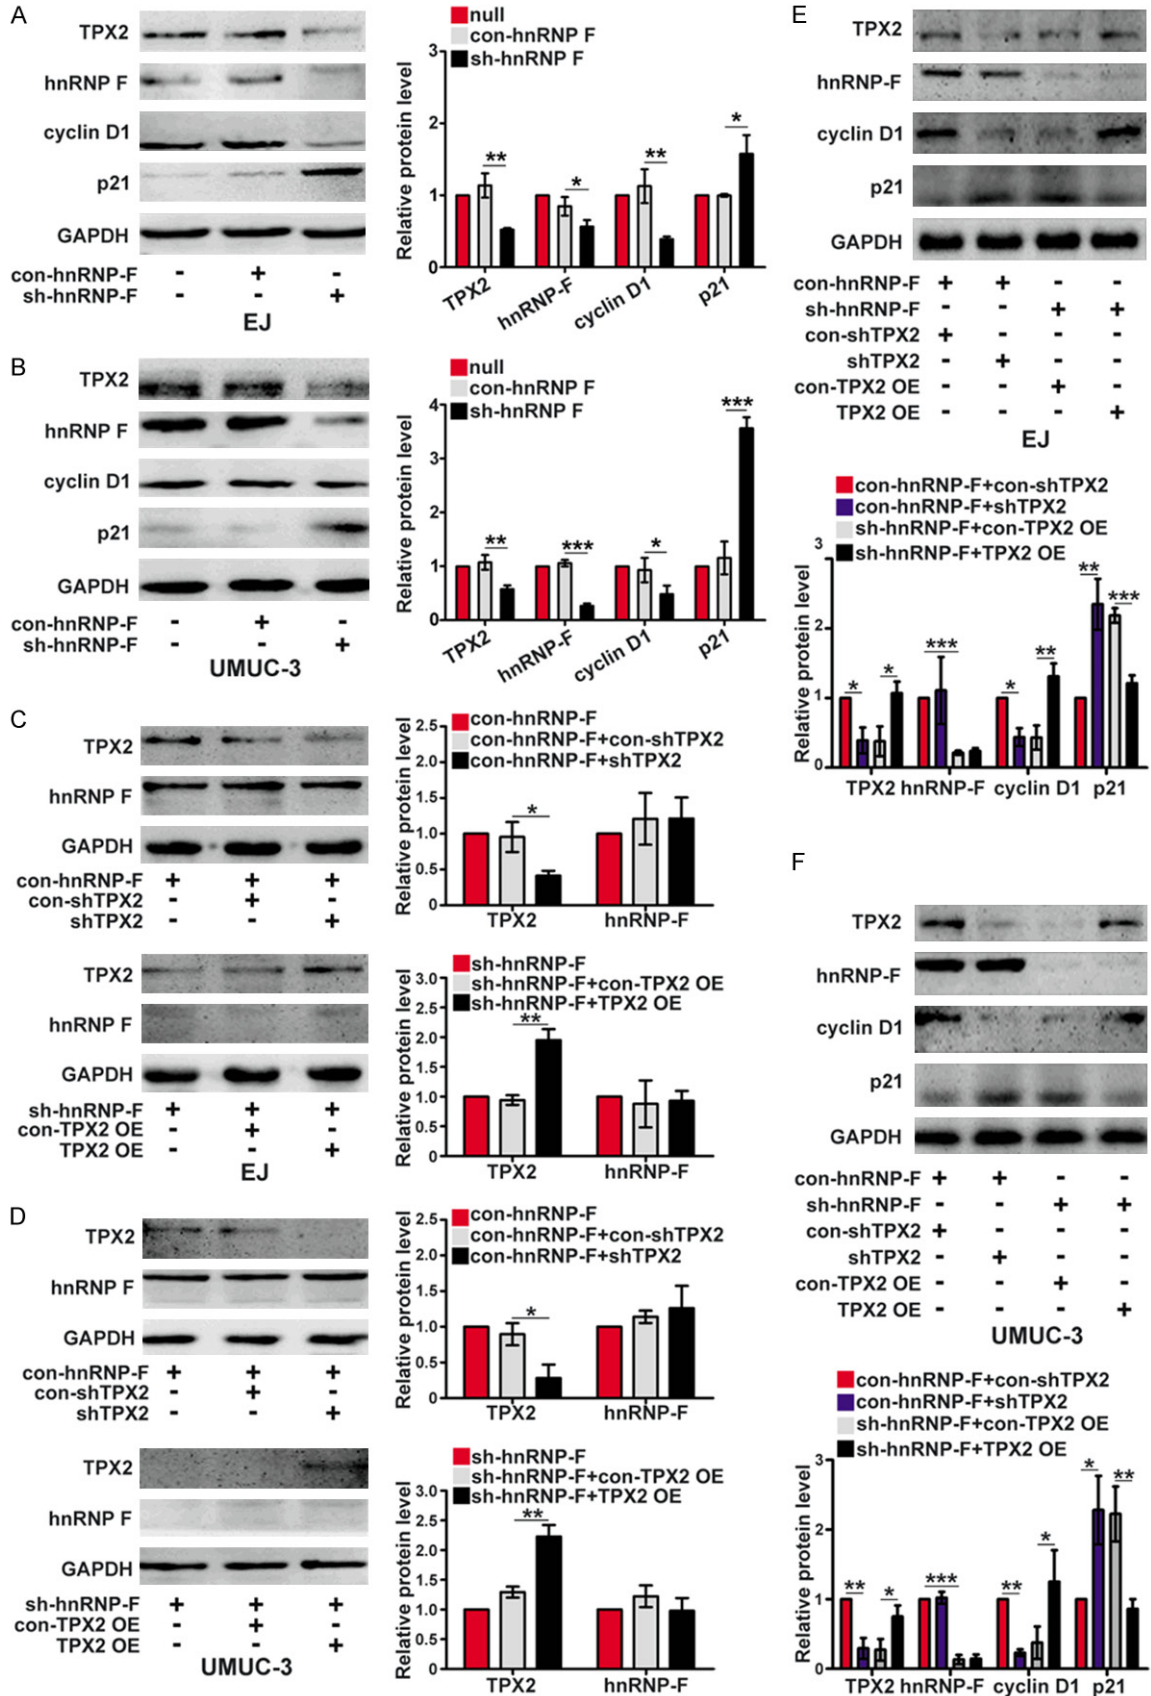 A
TPX2
hnRNP F
cyclin D1
p21
GAPDH
con-hnRNP-F - + -
sh-hnRNP-F - - +
EJ
null
con-hnRNP F
sh-hnRNP F
Relative protein level
3
2
1
0
** * ** *
TPX2 hnRNP-F cyclin D1 p21
B
TPX2
hnRNP F
cyclin D1
p21
GAPDH
con-hnRNP-F - + -
sh-hnRNP-F - - +
UMUC-3
null
con-hnRNP F
sh-hnRNP F
Relative protein level
4
3
2
1
0
** *** * ***
TPX2 hnRNP-F cyclin D1 p21
C
TPX2
hnRNP F
GAPDH
con-hnRNP-F + + +
con-shTPX2 - + -
shTPX2 - - +
con-hnRNP-F
con-hnRNP-F+con-shTPX2
con-hnRNP-F+shTPX2
Relative protein level
2.5
2.0
1.5
1.0
0.5
0
*
TPX2 hnRNP-F
TPX2
hnRNP F
GAPDH
sh-hnRNP-F + + +
con-TPX2 OE - + -
TPX2 OE - - +
EJ
sh-hnRNP-F
sh-hnRNP-F+con-TPX2 OE
sh-hnRNP-F+TPX2 OE
Relative protein level
3.0
2.5
2.0
1.5
1.0
0.5
0
**
TPX2 hnRNP-F
D
TPX2
hnRNP F
GAPDH
con-hnRNP-F + + +
con-shTPX2 - + -
shTPX2 - - +
con-hnRNP-F
con-hnRNP-F+con-shTPX2
con-hnRNP-F+shTPX2
Relative protein level
2.5
2.0
1.5
1.0
0.5
0
*
TPX2 hnRNP-F
TPX2
hnRNP F
GAPDH
sh-hnRNP-F + + +
con-TPX2 OE - + -
TPX2 OE - - +
UMUC-3
sh-hnRNP-F
sh-hnRNP-F+con-TPX2 OE
sh-hnRNP-F+TPX2 OE
Relative protein level
3.0
2.5
2.0
1.5
1.0
0.5
0
**
TPX2 hnRNP-F
E
TPX2
hnRNP-F
cyclin D1
p21
GAPDH
con-hnRNP-F + + - -
sh-hnRNP-F - - + +
con-shTPX2 + - - -
shTPX2 - + - -
con-TPX2 OE - - + -
TPX2 OE - - - +
EJ
con-hnRNP-F+con-shTPX2
con-hnRNP-F+shTPX2
sh-hnRNP-F+con-TPX2 OE
sh-hnRNP-F+TPX2 OE
Relative protein level
3
2
1
0
* * *** * ** ** ***
TPX2 hnRNP-F cyclin D1 p21
F
TPX2
hnRNP-F
cyclin D1
p21
GAPDH
con-hnRNP-F + + - -
sh-hnRNP-F - - + +
con-shTPX2 + - - -
shTPX2 - + - -
con-TPX2 OE - - + -
TPX2 OE - - - +
UMUC-3
con-hnRNP-F+con-shTPX2
con-hnRNP-F+shTPX2
sh-hnRNP-F+con-TPX2 OE
sh-hnRNP-F+TPX2 OE
Relative protein level
3
2
1
0
** * *** ** * * **
TPX2 hnRNP-F cyclin D1 p21